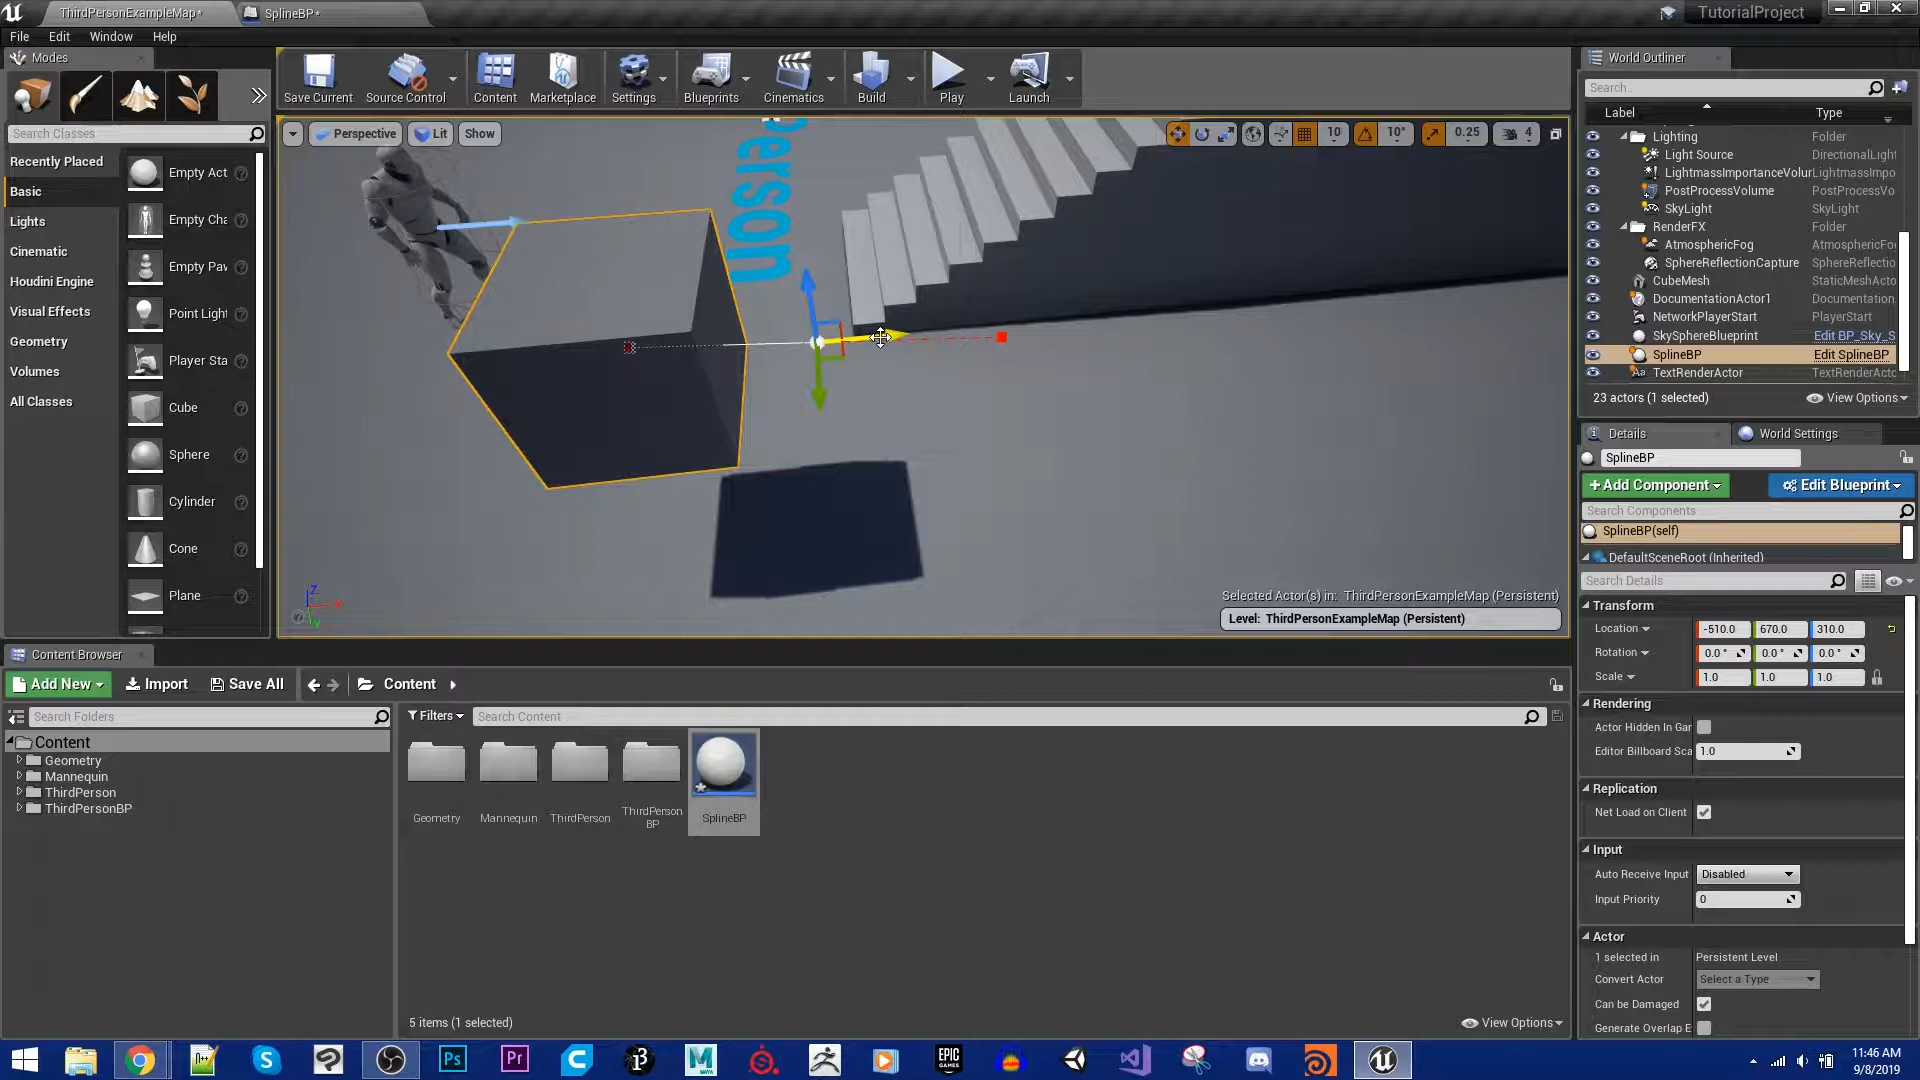 ThirdPersonExampleMap*
SplineBP*
TutorialProject
File Edit Window Help
Modes
Search Classes
Recently Placed
Basic
Lights
Cinematic
Houdini Engine
Visual Effects
Geometry
Volumes
All Classes
Empty Act
Empty Cha
Empty Pav
Point Light
Player Sta
Cube
Sphere
Cylinder
Cone
Plane
Save Current
Source Control
Content
Marketplace
Settings
Blueprints
Cinematics
Build
Play
Launch
Perspective
Lit
Show
10
10°
0.25
4
erson
Selected Actor(s) in: ThirdPersonExampleMap (Persistent)
Level: ThirdPersonExampleMap (Persistent)
World Outliner
Search..
Label Type
Lighting Folder
Light Source DirectionalLight
LightmassImportanceVolur LightmassImpo
PostProcessVolume PostProcessVo
SkyLight SkyLight
RenderFX Folder
AtmosphericFog AtmosphericFo
SphereReflectionCapture SphereReflectio
CubeMesh StaticMeshActo
DocumentationActor1 Documentation
NetworkPlayerStart PlayerStart
SkySphereBlueprint Edit BP_Sky_S
SplineBP Edit SplineBP
TextRenderActor TextRenderActo
23 actors (1 selected)
View Options
Details
World Settings
SplineBP
Add Component
Edit Blueprint
Search Components
SplineBP(self)
DefaultSceneRoot (Inherited)
Search Details
Transform
Location -510.0 670.0 310.0
Rotation 0.0 ° 0.0 ° 0.0 °
Scale 1.0 1.0 1.0
Rendering
Actor Hidden In Gar
Editor Billboard Sca 1.0
Replication
Net Load on Client
Input
Auto Receive Input Disabled
Input Priority 0
Actor
1 selected in Persistent Level
Convert Actor Select a Type
Can be Damaged
Generate Overlap E
Content Browser
Add New
Import
Save All
Content
Search Folders
Content
Geometry
Mannequin
ThirdPerson
ThirdPersonBP
Filters
Search Content
Geometry
Mannequin
ThirdPerson
ThirdPerson
BP
SplineBP
5 items (1 selected)
View Options
Z
X
Y
Ps
Pr
MAYA
EPIC
GAMES
11:46 AM
9/8/2019